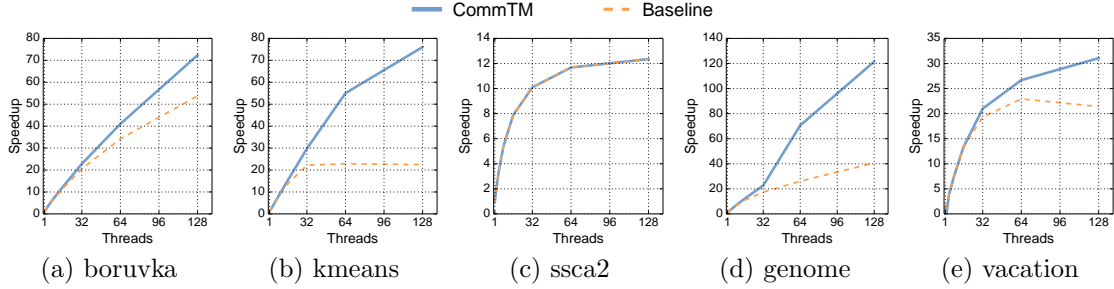 CommTM Baseline
80
70
60
50
40
30
20
10
0
Speedup
1 32 64 96 128
Threads
(a) boruvka
80
70
60
50
40
30
20
10
0
Speedup
1 32 64 96 128
Threads
(b) kmeans
14
12
10
8
6
4
2
0
Speedup
1 32 64 96 128
Threads
(c) ssca2
140
120
100
80
60
40
20
0
Speedup
1 32 64 96 128
Threads
(d) genome
35
30
25
20
15
10
5
0
Speedup
1 32 64 96 128
Threads
(e) vacation